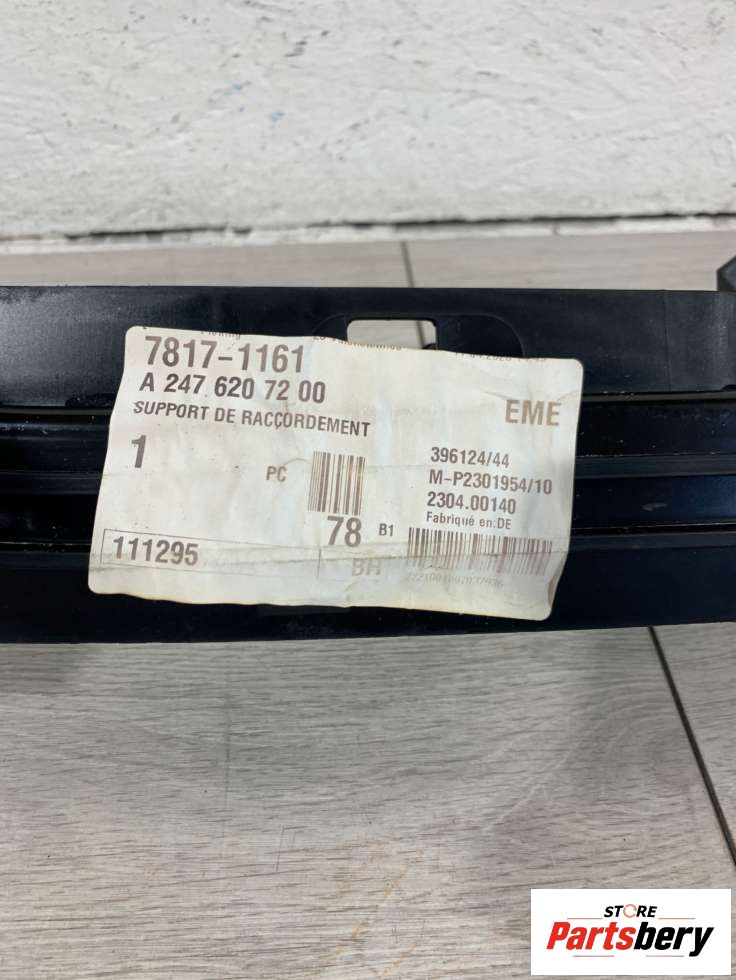 7817-1161
A 247 620 72 00
SUPPORT DE RACCORDEMENT
EME
1
PC
396124/44
M-P2301954/10
2304.00140
Fabriqué en:DE
78
B1
111295
BH
STORE
Partsbery